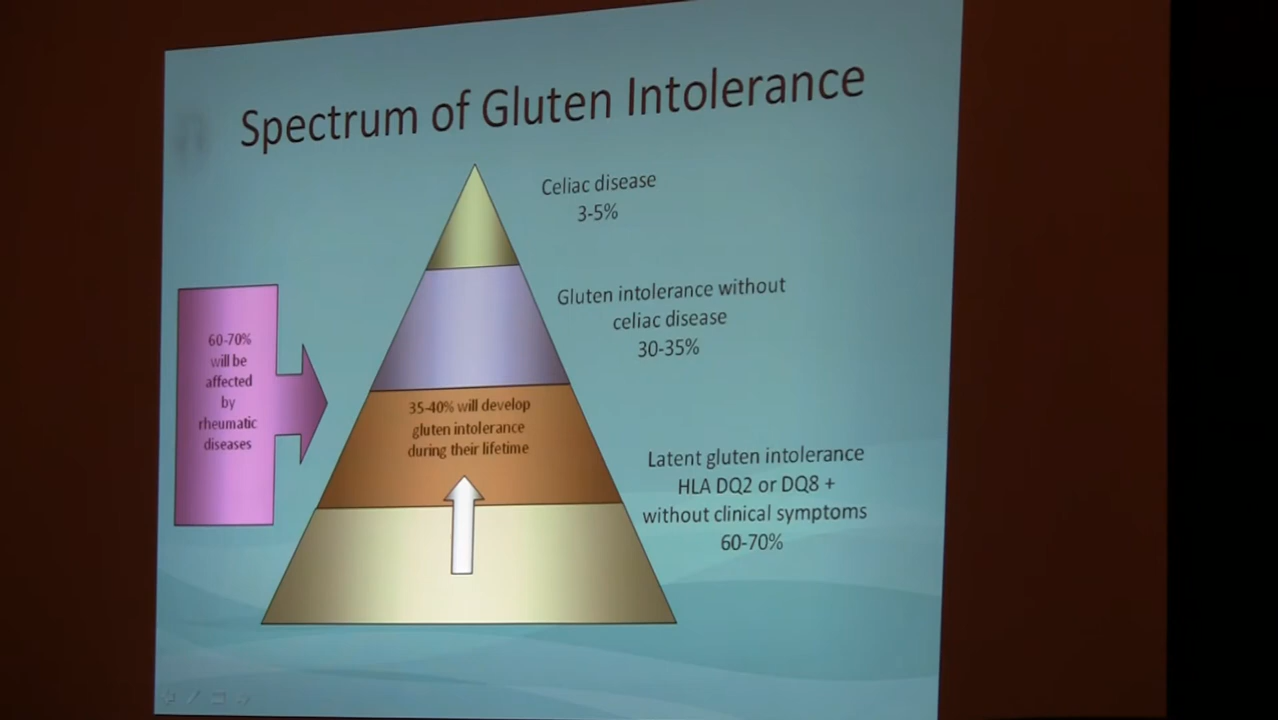 Spectrum of Gluten Intolerance
Celiac disease
3-5%
Gluten intolerance without
celiac disease
30-35%
60-70%
will be
affected
by
rheumatic
diseases
35-40% will develop
gluten intolerance
during their lifetime
Latent gluten intolerance
HLA DQ2 or DQ8 +
without clinical symptoms
60-70%